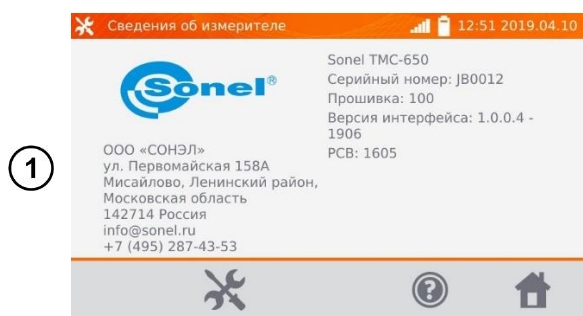 1
Сведения об измерителе
12:51 2019.04.10
Sonel®
ООО «СОНЭЛ»
ул. Первомайская 158А
Мисайлово, Ленинский район,
Московская область
142714 Россия
info@sonel.ru
+7 (495) 287-43-53
Sonel TMC-650
Серийный номер: JB0012
Прошивка: 100
Версия интерфейса: 1.0.0.4 -
1906
PCB: 1605
?